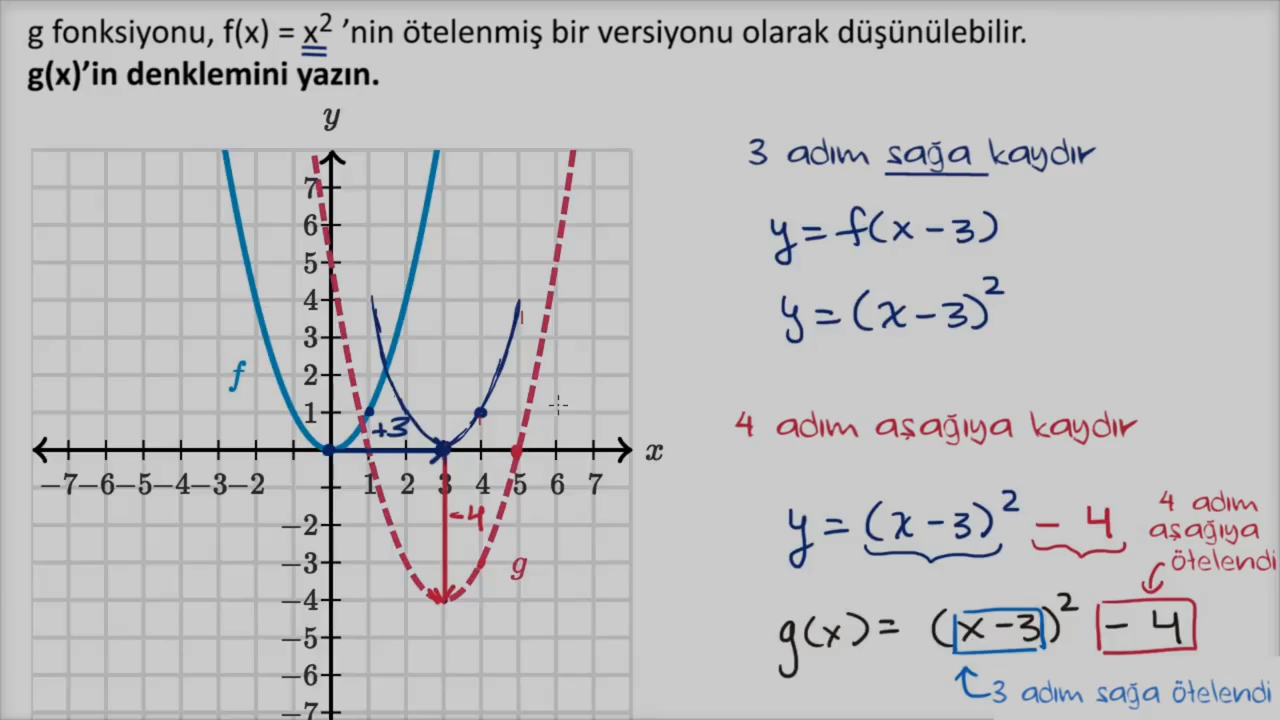 g fonksiyonu, f(x) = x² ’nin ötelenmiş bir versiyonu olarak düşünülebilir.
g(x)’in denklemini yazın.
y
3 adım sağa kaydır
7
6
y = f(x - 3)
5
4
y = (x - 3)²
3
f
2
1
+3
4 adım aşağıya kaydır
x
-7 -6 -5 -4 -3 -2 1 2 3 4 5 6 7
-4
-2
y = (x - 3)² - 4
4 adım
aşağıya
ötelendi
-3
g
-4
g(x) = (x - 3)² - 4
-5
-6
3 adım sağa ötelendi
-7